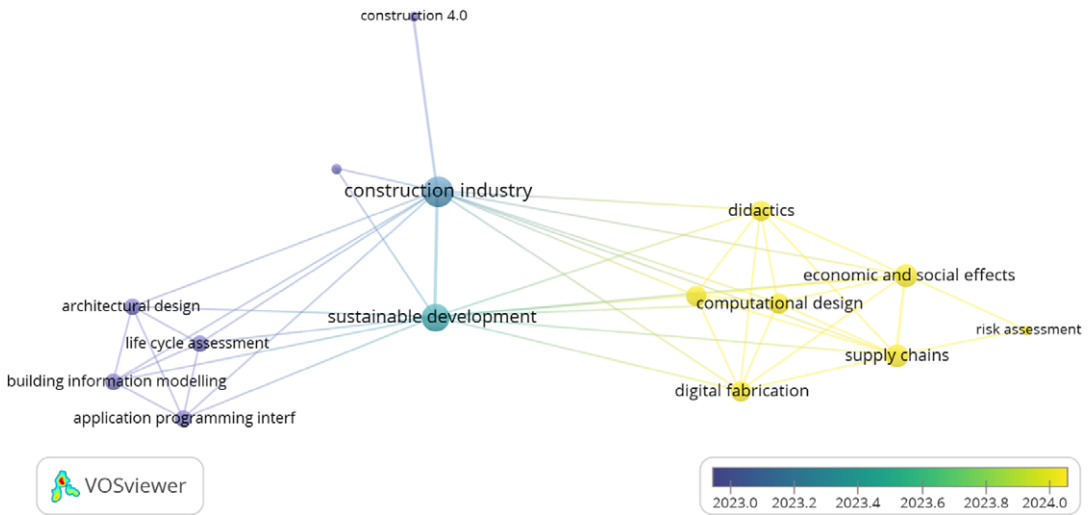 construction 4.0
construction industry
didactics
economic and social effects
computational design
architectural design
sustainable development
risk assessment
life cycle assessment
supply chains
building information modelling
digital fabrication
application programming interf
VOSviewer
2023.0 2023.2 2023.4 2023.6 2023.8 2024.0